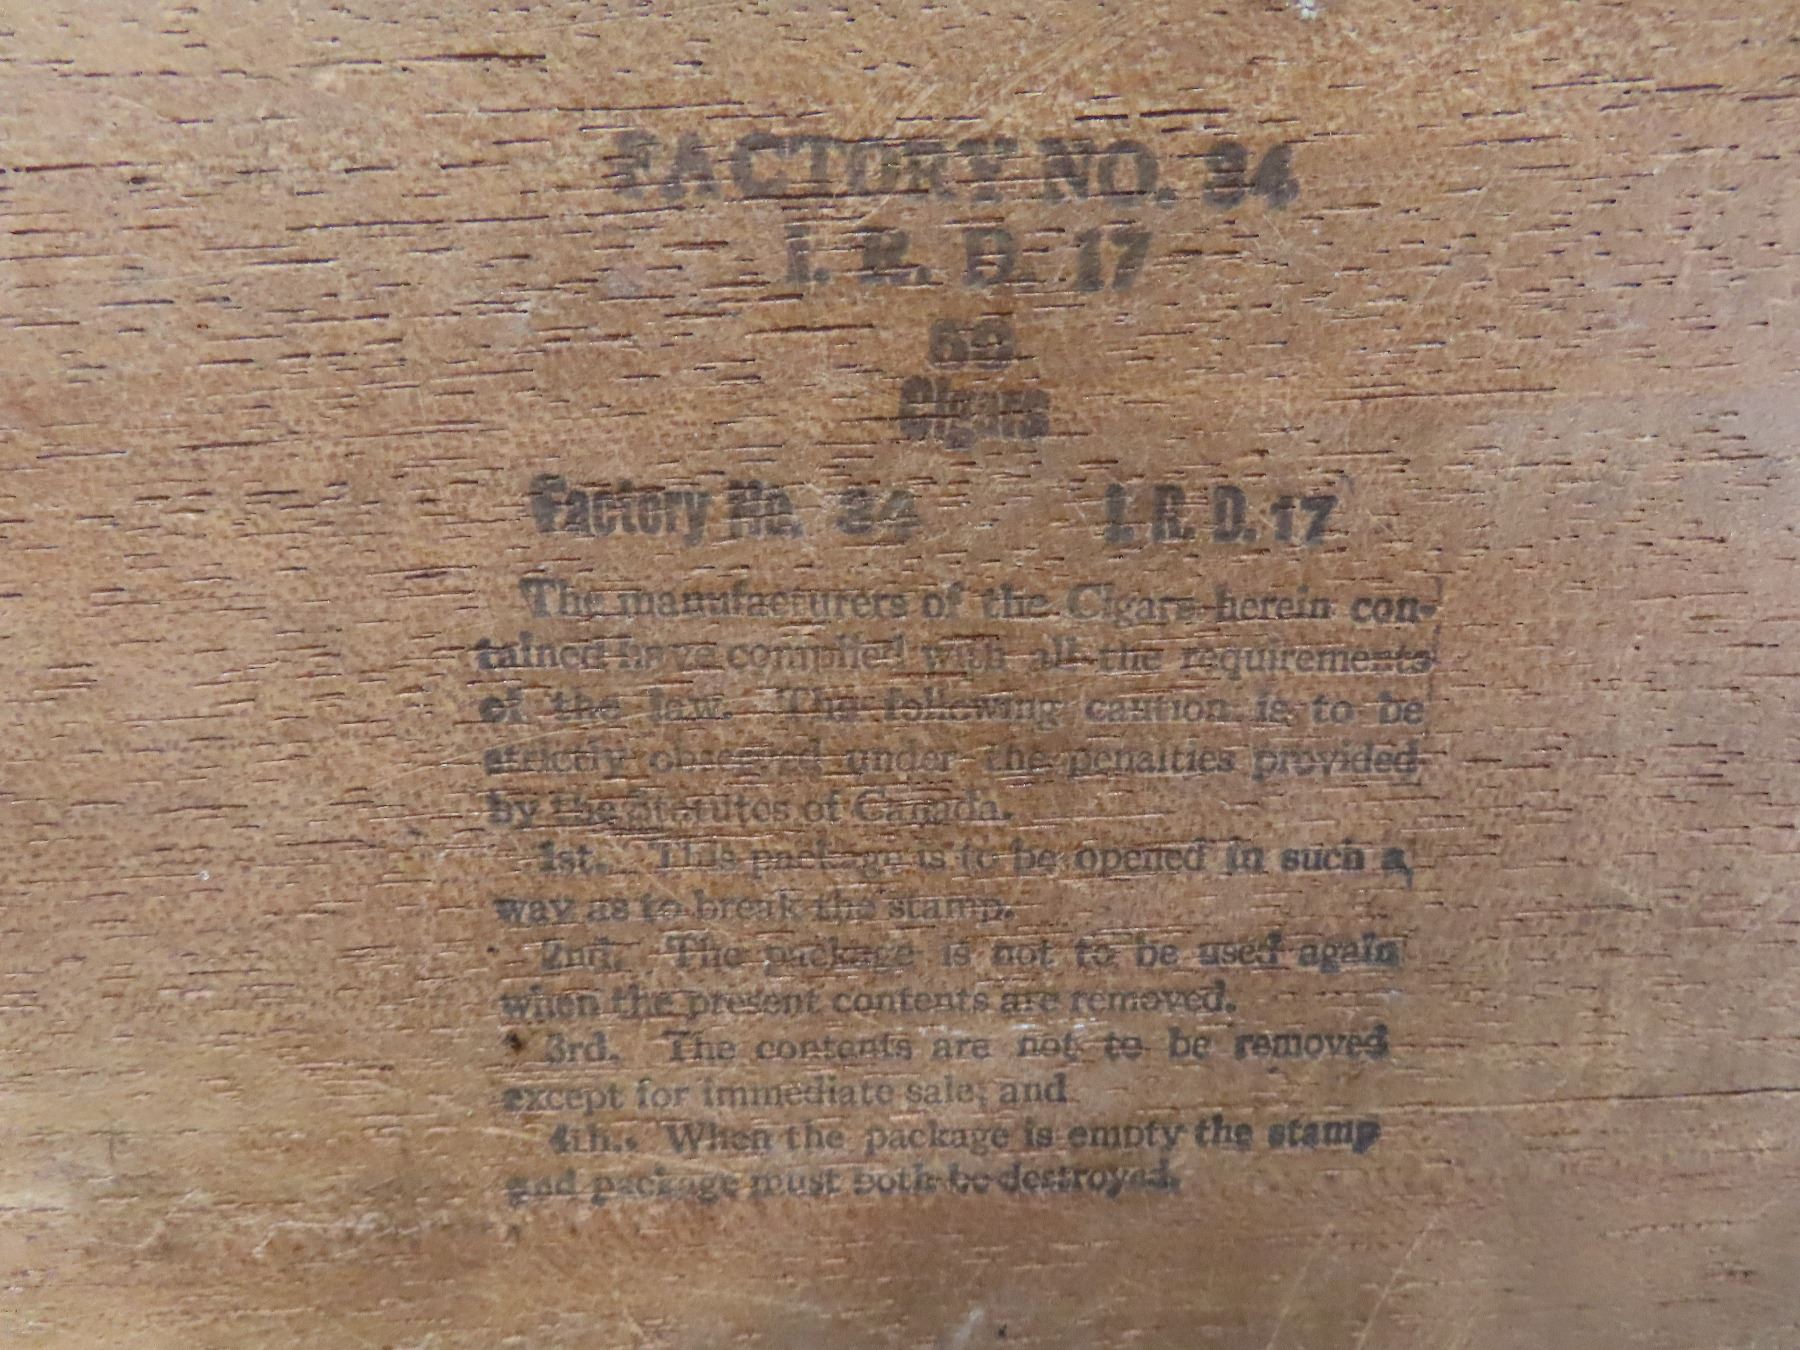 FACTORY NO. 34
I. R. D. 17
Cigars
Factory No. 34 I. R. D. 17
The manufacturers of the Cigars herein con-
tained have complied with all the requirements
of the law. The following caution is to be
strictly observed under the penalties provided
by the Statutes of Canada.
1st. This package is to be opened in such a
way as to break the stamp.
2nd. The package is not to be used again
when the present contents are removed.
3rd. The contents are not to be removed
except for immediate sale; and
4th. When the package is empty the stamp
and package must both be destroyed.